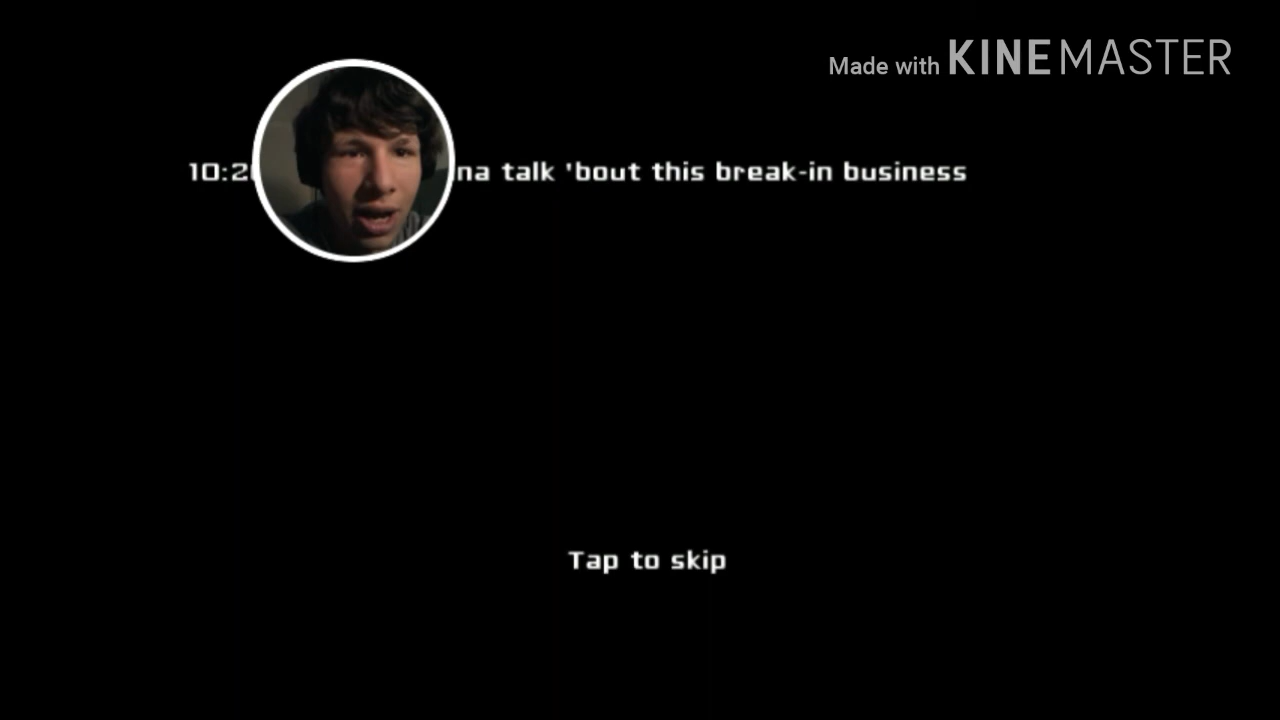 Made with KINEMASTER
10:2 na talk 'bout this break-in business
Tap to skip